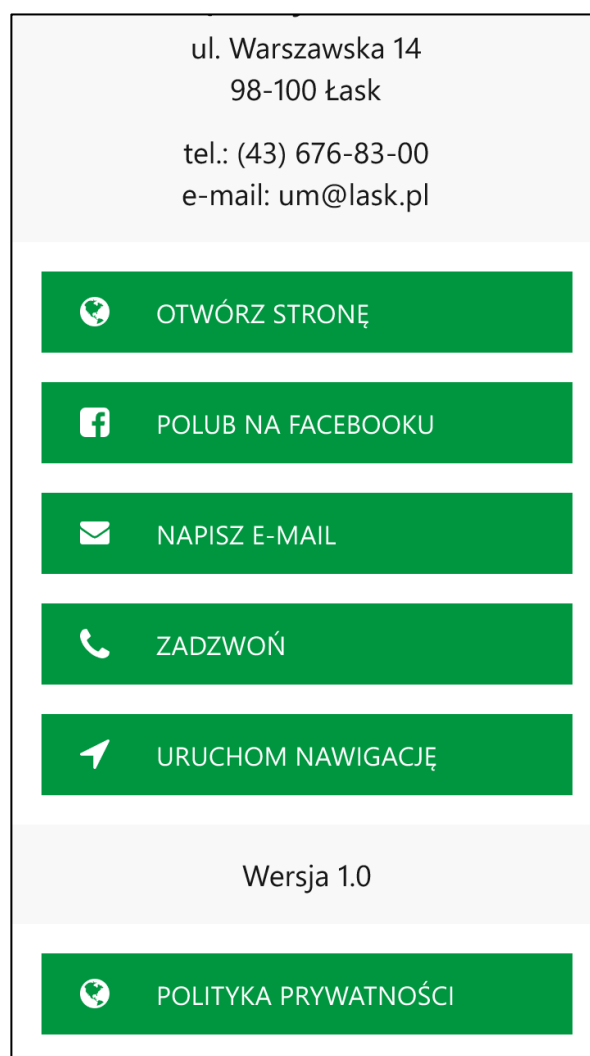 ul. Warszawska 14
98-100 Łask
tel.: (43) 676-83-00
e-mail: um@lask.pl
OTWÓRZ STRONĘ
POLUB NA FACEBOOKU
NAPISZ E-MAIL
ZADZWOŃ
URUCHOM NAWIGACJĘ
Wersja 1.0
POLITYKA PRYWATNOŚCI